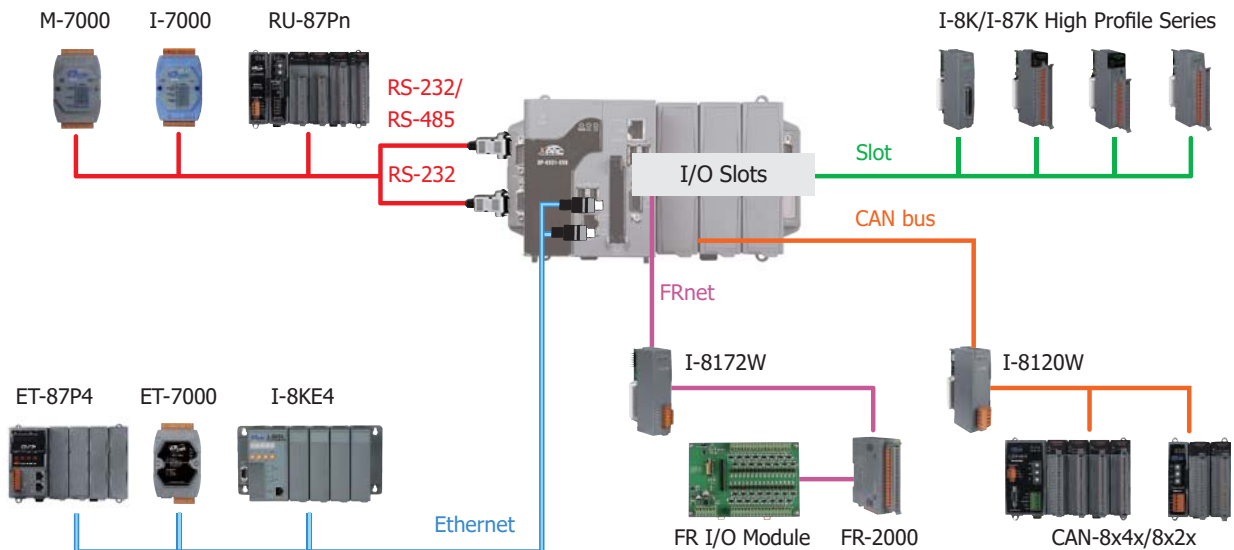 M-7000
I-7000
RU-87Pn
I-8K/I-87K High Profile Series
RS-232/
RS-485
RS-232
I/O Slots
Slot
CAN bus
FRnet
I-8172W
I-8120W
ET-87P4
ET-7000
I-8KE4
Ethernet
FR I/O Module
FR-2000
CAN-8x4x/8x2x